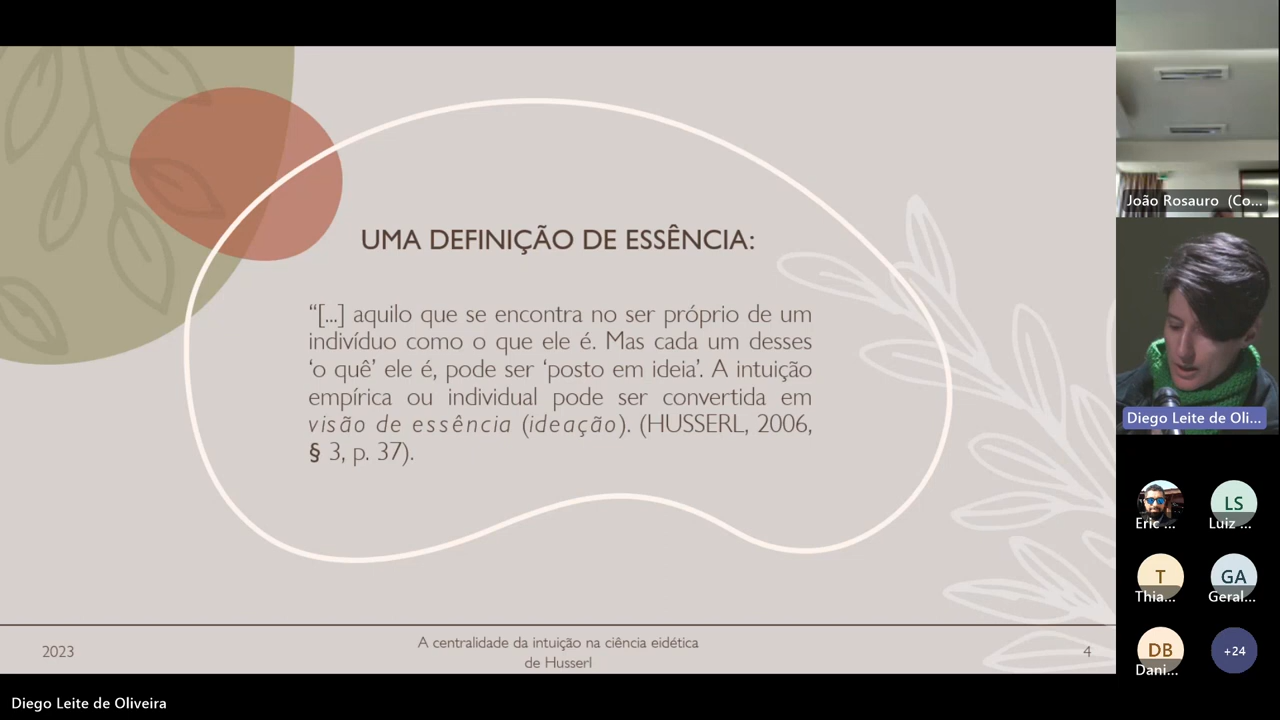 UMA DEFINIÇÃO DE ESSÊNCIA:
“[...] aquilo que se encontra no ser próprio de um
indivíduo como o que ele é. Mas cada um desses
‘o quê’ ele é, pode ser ‘posto em ideia’. A intuição
empírica ou individual pode ser convertida em
visão de essência (ideação). (HUSSERL, 2006,
§ 3, p. 37).
2023
A centralidade da intuição na ciência eidética
de Husserl
4
João Rosauro (Co...
Diego Leite de Oli...
LS
Eric ...
Luiz ...
T
GA
Thia...
Geral...
DB
+24
Dani...
Diego Leite de Oliveira